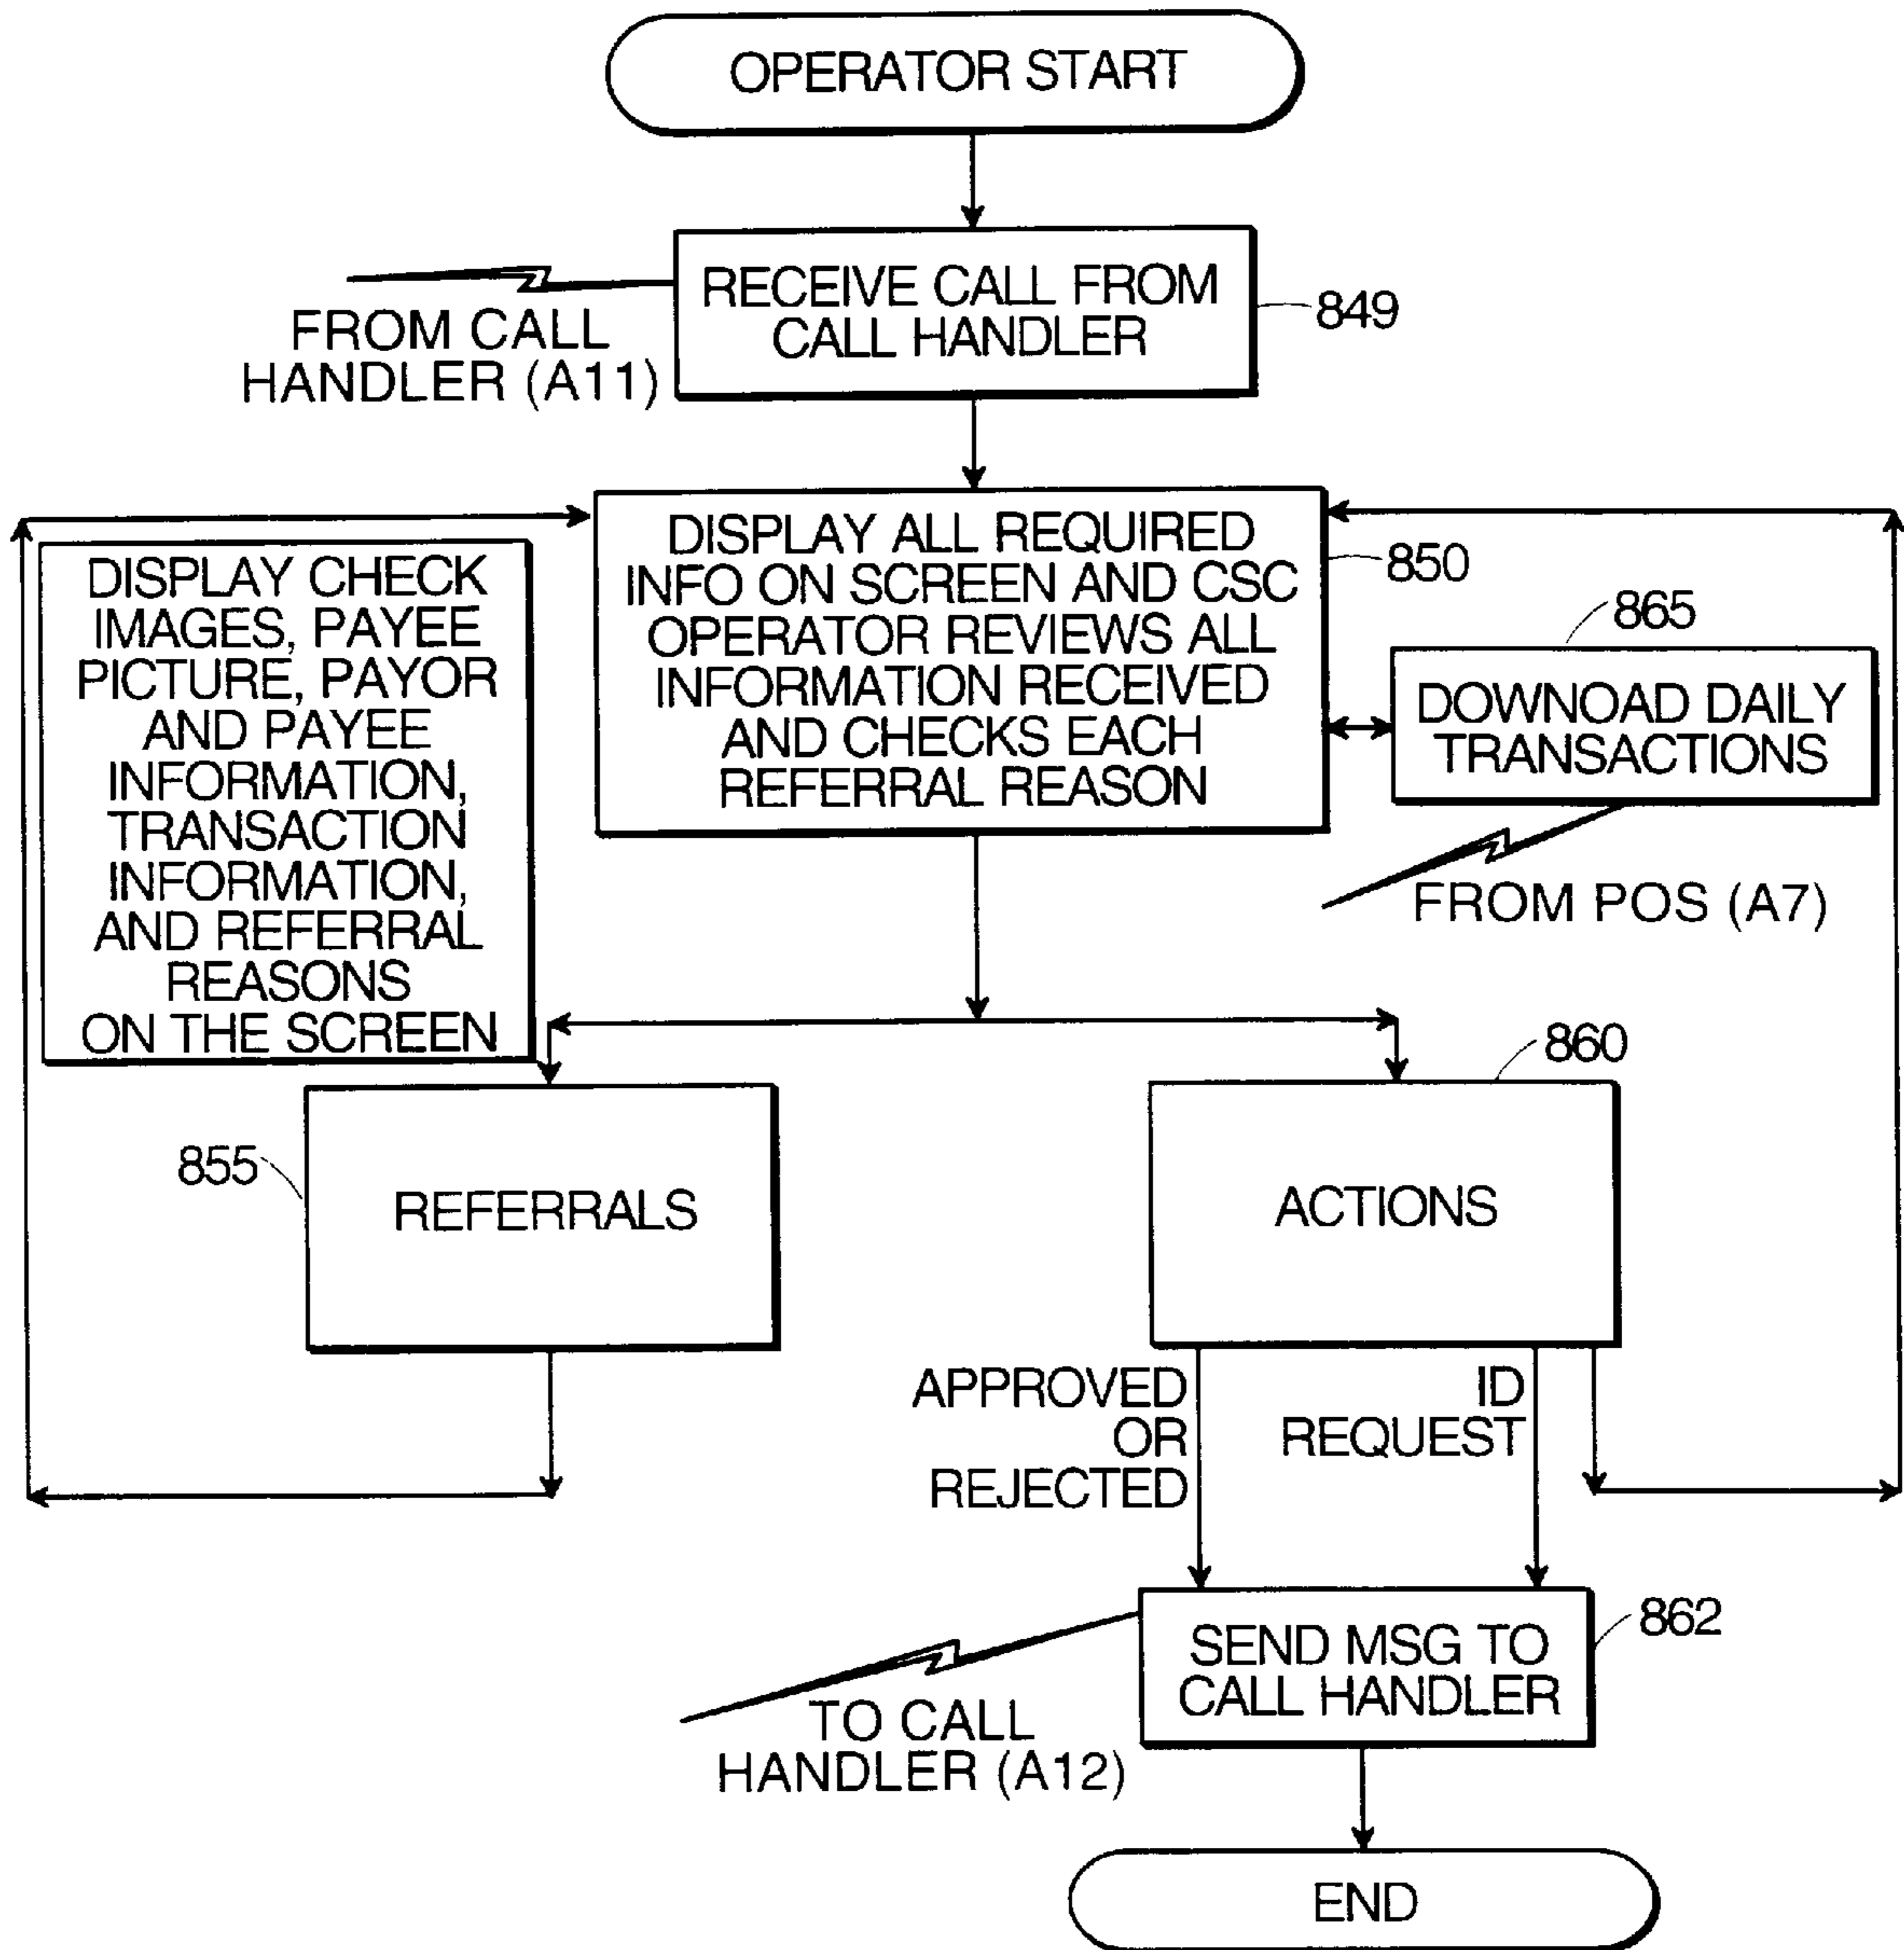 OPERATOR START
RECEIVE CALL FROM
CALL HANDLER
849
FROM CALL
HANDLER (A11)
DISPLAY ALL REQUIRED
INFO ON SCREEN AND CSC
OPERATOR REVIEWS ALL
INFORMATION RECEIVED
AND CHECKS EACH
REFERRAL REASON
850
DISPLAY CHECK
IMAGES, PAYEE
PICTURE, PAYOR
AND PAYEE
INFORMATION,
TRANSACTION
INFORMATION,
AND REFERRAL
REASONS
ON THE SCREEN
865
DOWNOAD DAILY
TRANSACTIONS
FROM POS (A7)
855
REFERRALS
860
ACTIONS
APPROVED
OR
REJECTED
ID
REQUEST
SEND MSG TO
CALL HANDLER
862
TO CALL
HANDLER (A12)
END